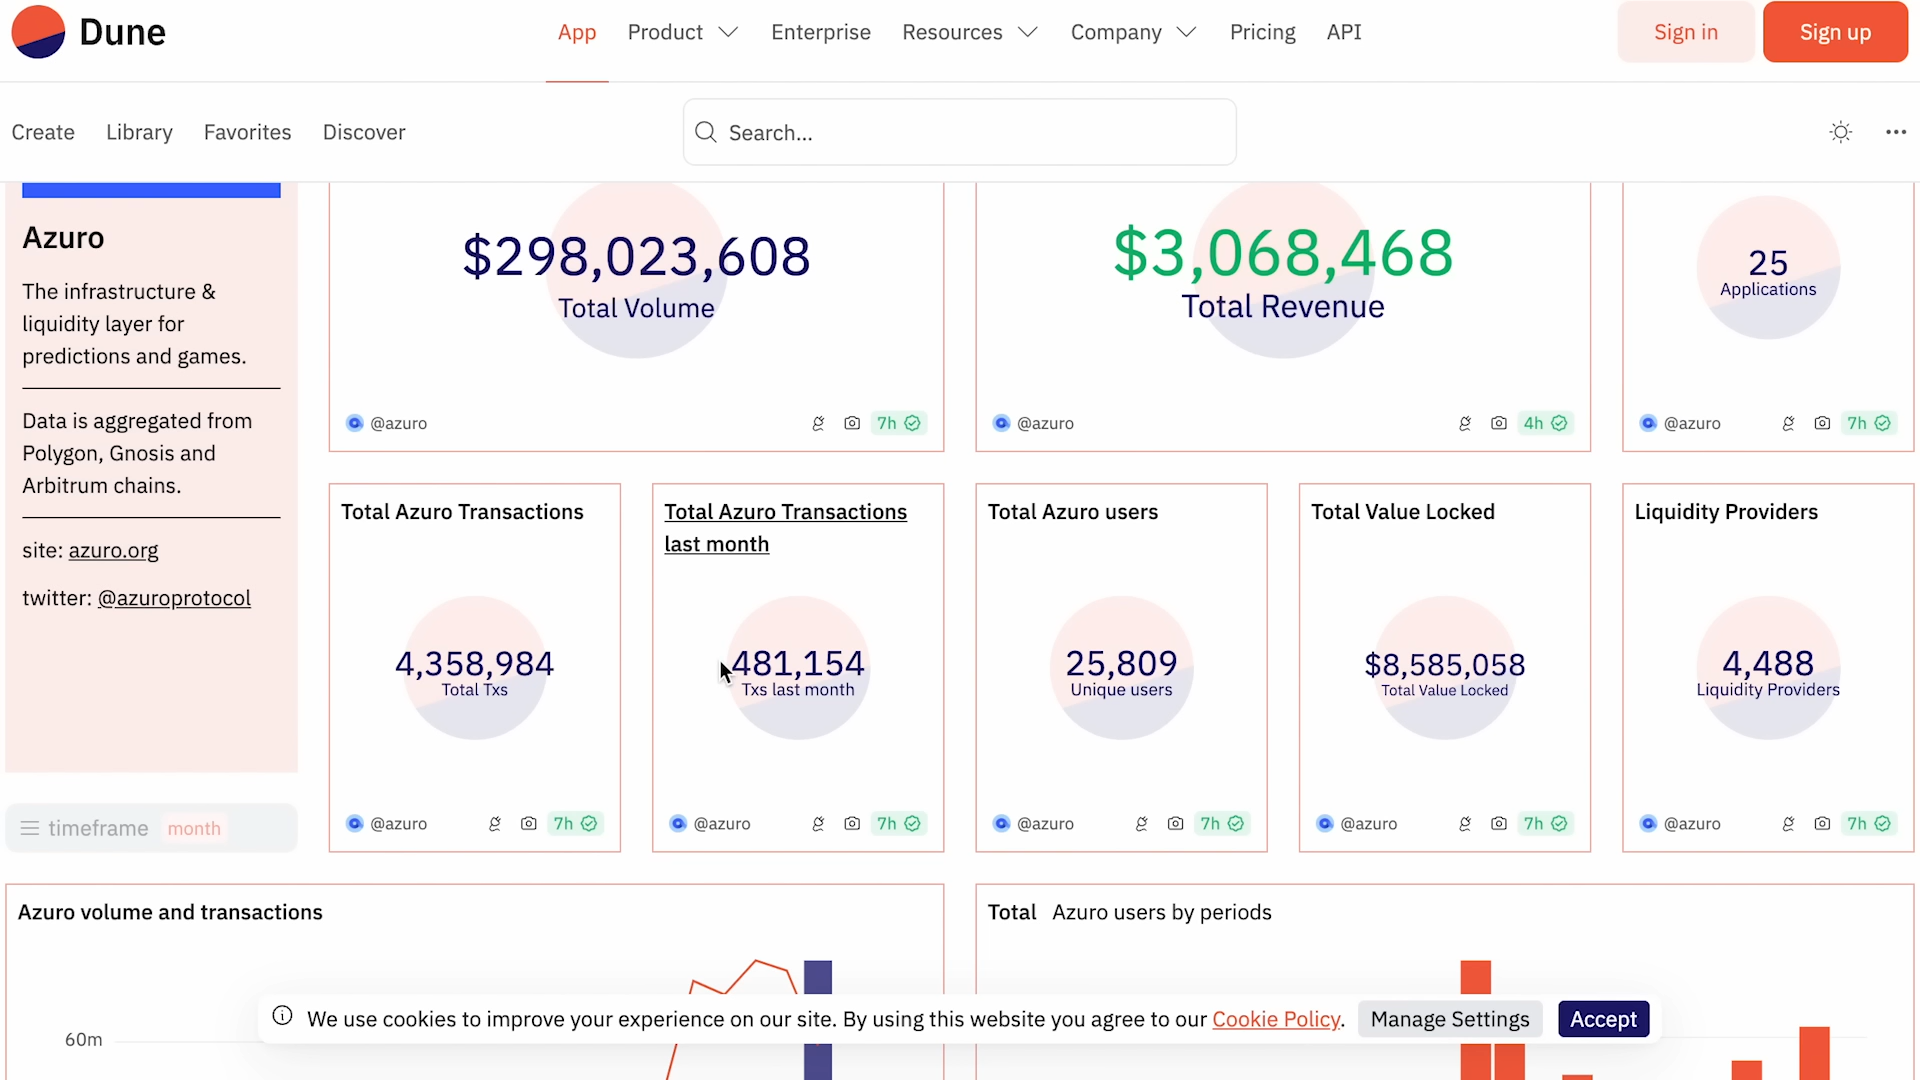 Dune
App Product Enterprise Resources Company Pricing API
Sign in Sign up
Create Library Favorites Discover
Search...
Azuro
The infrastructure &
liquidity layer for
predictions and games.
Data is aggregated from
Polygon, Gnosis and
Arbitrum chains.
site: azuro.org
twitter: @azuroprotocol
timeframe month
$298,023,608
Total Volume
@azuro 7h
$3,068,468
Total Revenue
@azuro 4h
25
Applications
@azuro 7h
Total Azuro Transactions
4,358,984
Total Txs
@azuro 7h
Total Azuro Transactions
last month
481,154
Txs last month
@azuro 7h
Total Azuro users
25,809
Unique users
@azuro 7h
Total Value Locked
$8,585,058
Total Value Locked
@azuro 7h
Liquidity Providers
4,488
Liquidity Providers
@azuro 7h
Azuro volume and transactions
60m
Total Azuro users by periods
We use cookies to improve your experience on our site. By using this website you agree to our Cookie Policy.
Manage Settings Accept